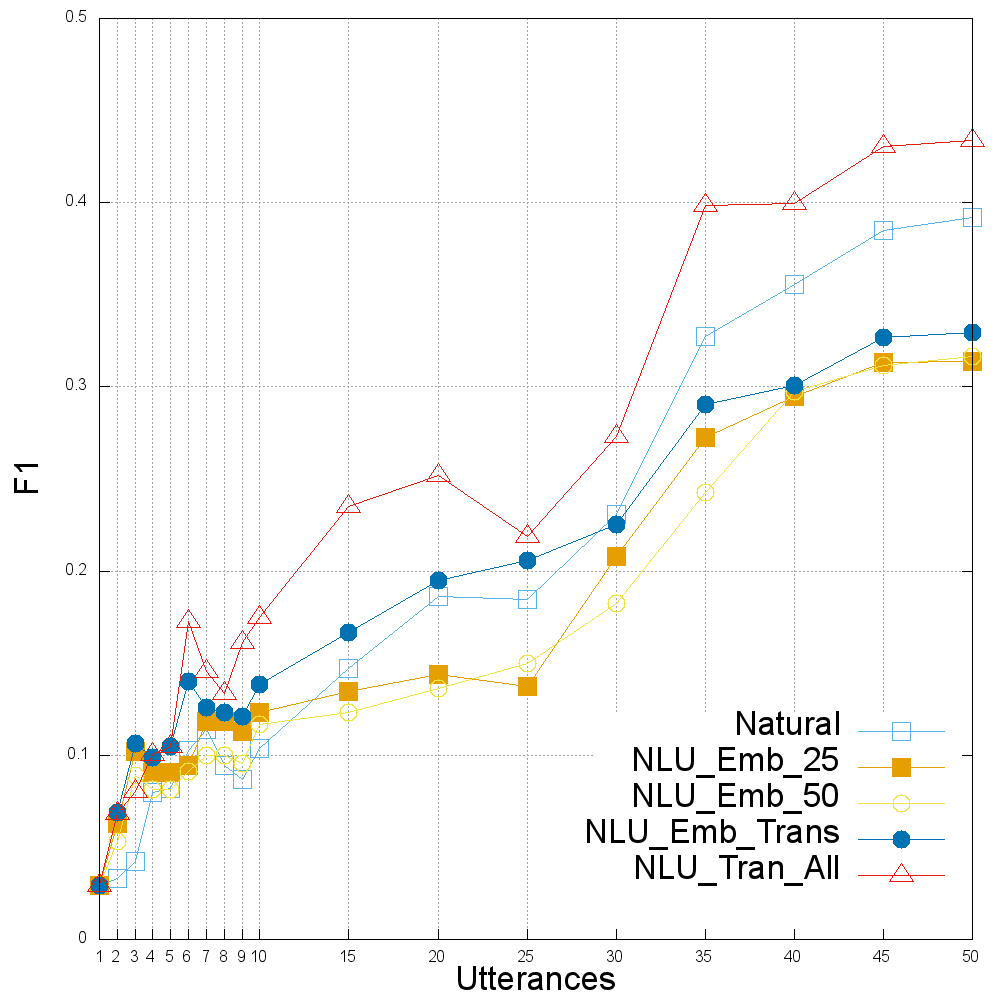 0.5
0.4
0.3
0.2
0.1
0
F1
1 2 3 4 5 6 7 8 9 10 15 20 25 30 35 40 45 50
Utterances
Natural
NLU_Emb_25
NLU_Emb_50
NLU_Emb_Trans
NLU_Tran_All